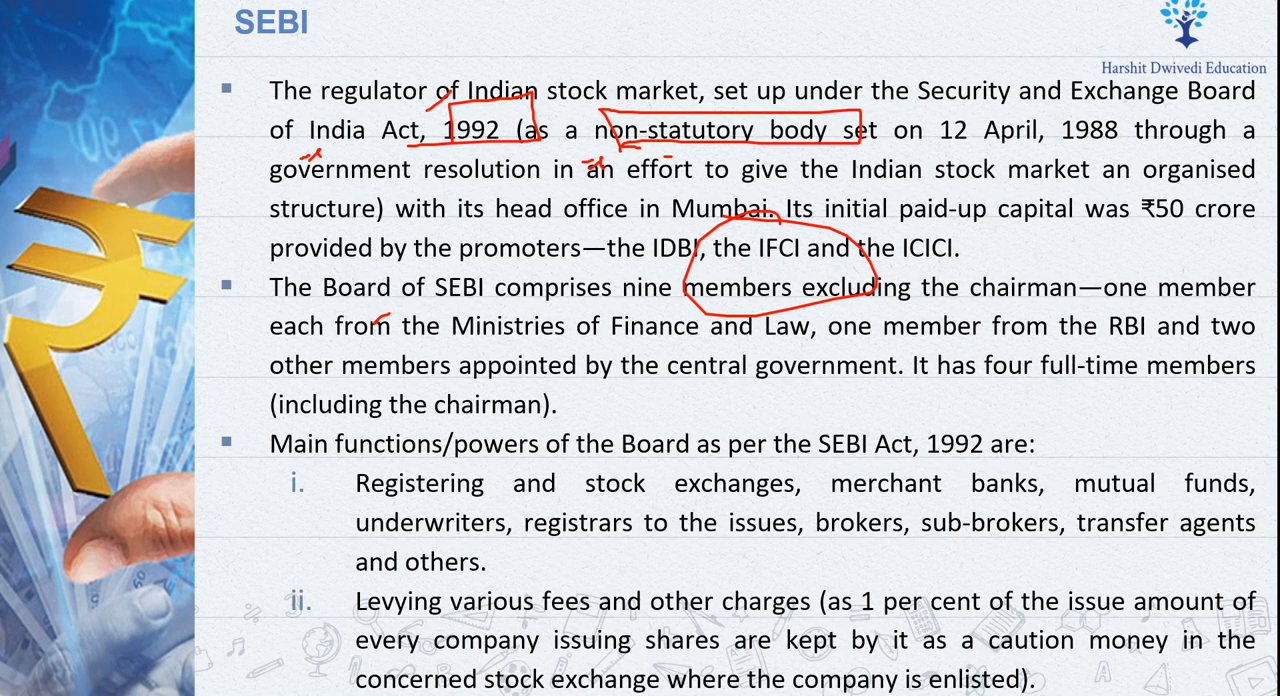 SEBI
Harshit Dwivedi Education
▪ The regulator of Indian stock market, set up under the Security and Exchange Board
of India Act, 1992 (as a non-statutory body set on 12 April, 1988 through a
government resolution in an effort to give the Indian stock market an organised
structure) with its head office in Mumbai. Its initial paid-up capital was ₹50 crore
provided by the promoters—the IDBI, the IFCI and the ICICI.
▪ The Board of SEBI comprises nine members excluding the chairman—one member
each from the Ministries of Finance and Law, one member from the RBI and two
other members appointed by the central government. It has four full-time members
(including the chairman).
▪ Main functions/powers of the Board as per the SEBI Act, 1992 are:
i. Registering and stock exchanges, merchant banks, mutual funds,
underwriters, registrars to the issues, brokers, sub-brokers, transfer agents
and others.
ii. Levying various fees and other charges (as 1 per cent of the issue amount of
every company issuing shares are kept by it as a caution money in the
concerned stock exchange where the company is enlisted).